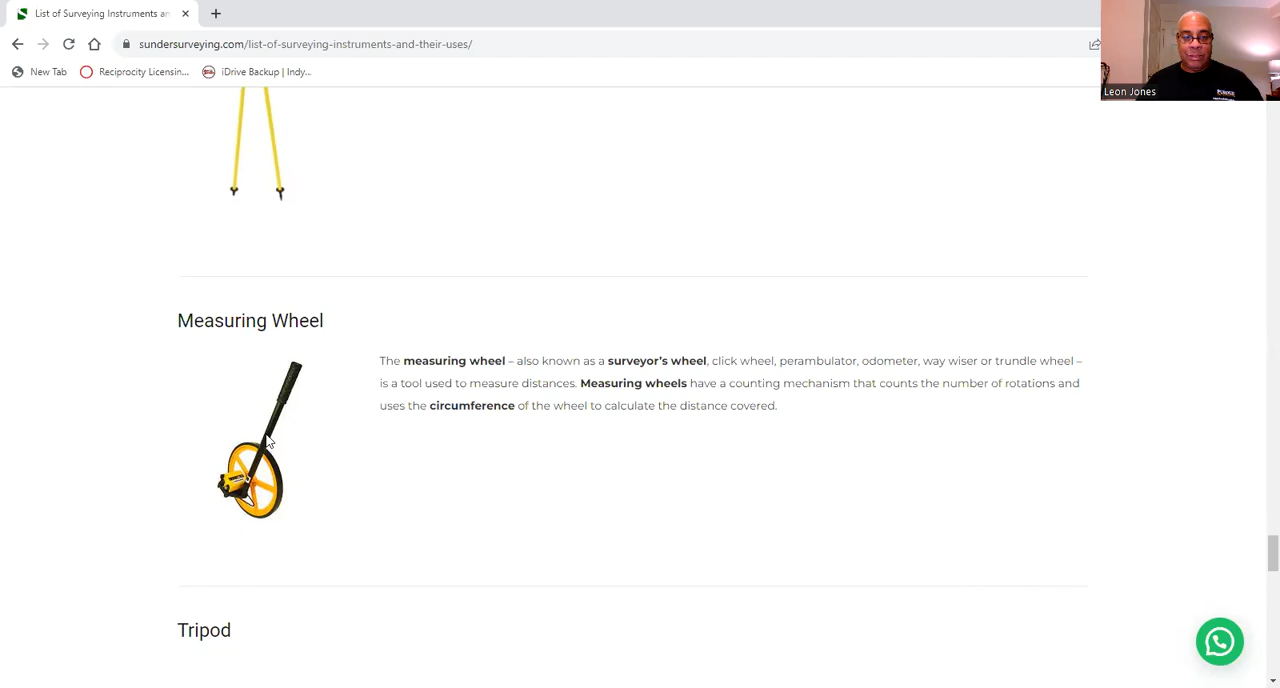 List of Surveying Instruments an
sundersurveying.com/list-of-surveying-instruments-and-their-uses/
New Tab
Reciprocity Licensin...
iDrive Backup | Indy...
Leon Jones
Measuring Wheel
The measuring wheel – also known as a surveyor’s wheel, click wheel, perambulator, odometer, way wiser or trundle wheel –
is a tool used to measure distances. Measuring wheels have a counting mechanism that counts the number of rotations and
uses the circumference of the wheel to calculate the distance covered.
Tripod